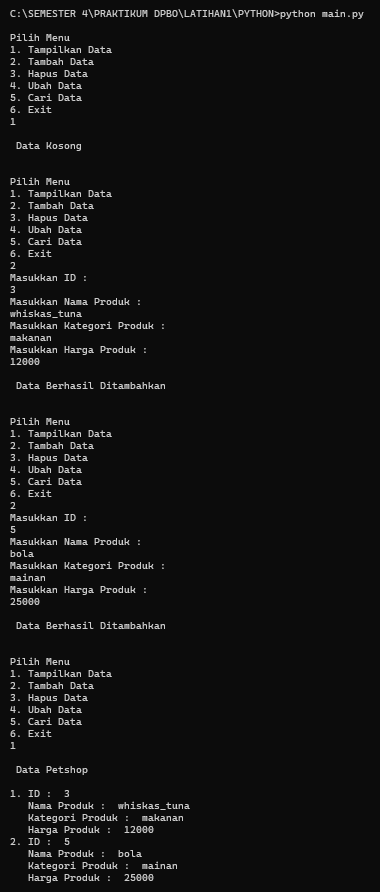 C:\SEMESTER 4\PRAKTIKUM DPBO\LATIHAN1\PYTHON>python main.py
Pilih Menu
1. Tampilkan Data
2. Tambah Data
3. Hapus Data
4. Ubah Data
5. Cari Data
6. Exit
1
Data Kosong
Pilih Menu
1. Tampilkan Data
2. Tambah Data
3. Hapus Data
4. Ubah Data
5. Cari Data
6. Exit
2
Masukkan ID :
3
Masukkan Nama Produk :
whiskas_tuna
Masukkan Kategori Produk :
makanan
Masukkan Harga Produk :
12000
Data Berhasil Ditambahkan
Pilih Menu
1. Tampilkan Data
2. Tambah Data
3. Hapus Data
4. Ubah Data
5. Cari Data
6. Exit
2
Masukkan ID :
5
Masukkan Nama Produk :
bola
Masukkan Kategori Produk :
mainan
Masukkan Harga Produk :
25000
Data Berhasil Ditambahkan
Pilih Menu
1. Tampilkan Data
2. Tambah Data
3. Hapus Data
4. Ubah Data
5. Cari Data
6. Exit
1
Data Petshop
1. ID :  3
Nama Produk :  whiskas_tuna
Kategori Produk :  makanan
Harga Produk :  12000
2. ID :  5
Nama Produk :  bola
Kategori Produk :  mainan
Harga Produk :  25000